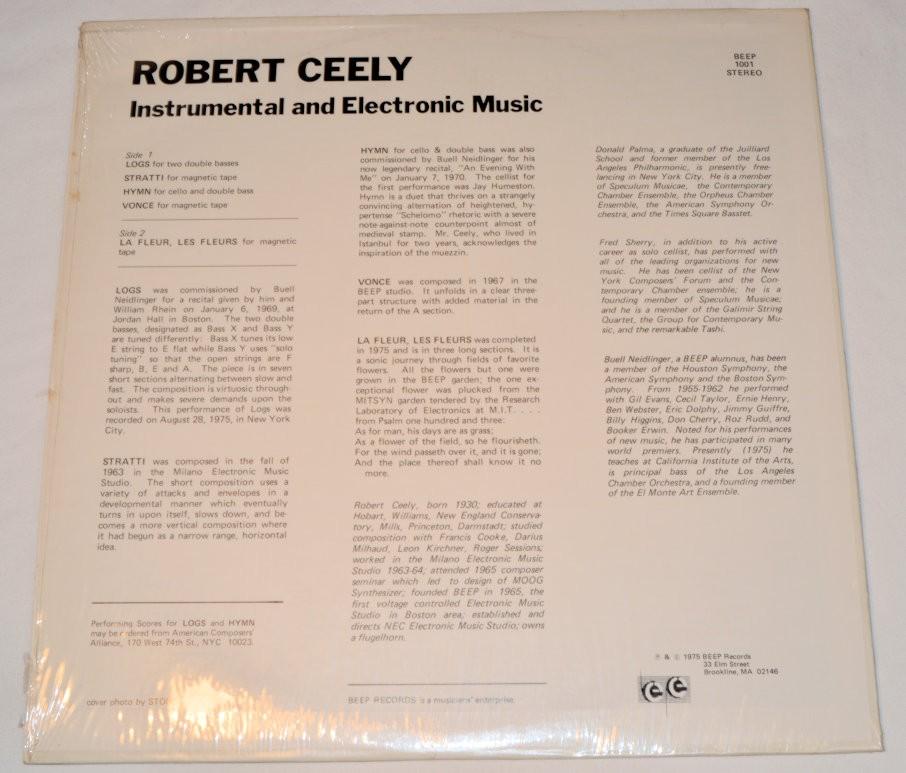 ROBERT CEELY
Instrumental and Electronic Music
BEEP
1001
STEREO
Side 1
LOGS for two double basses
STRATTI for magnetic tape
HYMN for cello and double bass
VONCE for magnetic tape
Side 2
LA FLEUR, LES FLEURS for magnetic
tape
LOGS was commissioned by Buell
Neidlinger for a recital given by him and
William Rhein on January 6, 1969, at
Jordan Hall in Boston. The two double
basses, designated as Bass X and Bass Y
are tuned differently: Bass X tunes its low
E string to E flat while Bass Y uses "solo
tuning" so that the open strings are F
sharp, B, E and A. The piece is in seven
short sections alternating between slow and
fast. The composition is virtuosic through-
out and makes severe demands upon the
soloists. This performance of Logs was
recorded on August 28, 1975, in New York
City.
STRATTI was composed in the fall of
1963 in the Milano Electronic Music
Studio. The short composition uses a
variety of attacks and envelopes in a
developmental manner which eventually
turns in upon itself, slows down, and be-
comes a more vertical composition where
it had begun as a narrow range, horizontal
idea.
Performing Scores for LOGS and HYMN
may be ordered from American Composers'
Alliance, 170 West 74th St., NYC 10023.
cover photo by
HYMN for cello & double bass was also
commissioned by Buell Neidlinger for his
now legendary recital, "An Evening With
Me" on January 7, 1970. The cellist for
the first performance was Jay Humeston.
Hymn is a duet that thrives on a strangely
convincing alternation of heightened, hy-
pertense "Schelomo" rhetoric with a severe
note-against-note counterpoint almost of
medieval stamp. Mr. Ceely, who lived in
Istanbul for two years, acknowledges the
inspiration of the muezzin.
VONCE was composed in 1967 in the
BEEP studio. It unfolds in a clear three-
part structure with added material in the
return of the A section.
LA FLEUR, LES FLEURS was completed
in 1975 and is in three long sections. It is
a sonic journey through fields of favorite
flowers. All the flowers but one were
grown in the BEEP garden; the one ex-
ceptional flower was plucked from the
MITSYN garden tendered by the Research
Laboratory of Electronics at M.I.T. . . . .
from Psalm one hundred and three:
As for man, his days are as grass;
As a flower of the field, so he flourisheth.
For the wind passeth over it, and it is gone;
And the place thereof shall know it no
more.
Robert Ceely, born 1930; educated at
Hobart, Williams, New England Conserva-
tory, Mills, Princeton, Darmstadt; studied
composition with Francis Cooke, Darius
Milhaud, Leon Kirchner, Roger Sessions;
worked in the Milano Electronic Music
Studio 1963-64; attended 1965 composer
seminar which led to design of MOOG
Synthesizer; founded BEEP in 1965, the
first voltage controlled Electronic Music
Studio in Boston area; established and
directs NEC Electronic Music Studio; owns
a flugelhorn.
BEEP RECORDS is a musicians' enterprise.
Donald Palma, a graduate of the Juilliard
School and former member of the Los
Angeles Philharmonic, is presently free-
lancing in New York City. He is a member
of Speculum Musicae, the Contemporary
Chamber Ensemble, the Orpheus Chamber
Ensemble, the American Symphony Or-
chestra, and the Times Square Basstet.
Fred Sherry, in addition to his active
career as solo cellist, has performed with
all of the leading organizations for new
music. He has been cellist of the New
York Composers' Forum and the Con-
temporary Chamber ensemble; he is a
founding member of Speculum Musicae;
and he is a member of the Galimir String
Quartet, the Group for Contemporary Mu-
sic, and the remarkable Tashi.
Buell Neidlinger, a BEEP alumnus, has been
a member of the Houston Symphony, the
American Symphony and the Boston Sym-
phony. From 1955-1962 he performed
with Gil Evans, Cecil Taylor, Ernie Henry,
Ben Webster, Eric Dolphy, Jimmy Guiffre,
Billy Higgins, Don Cherry, Roz Rudd, and
Booker Erwin. Noted for his performances
of new music, he has participated in many
world premiers. Presently (1975) he
teaches at California Institute of the Arts,
is principal bass of the Los Angeles
Chamber Orchestra, and a founding member
of the El Monte Art Ensemble.
℗ & © 1975 BEEP Records
33 Elm Street
Brookline, MA 02146